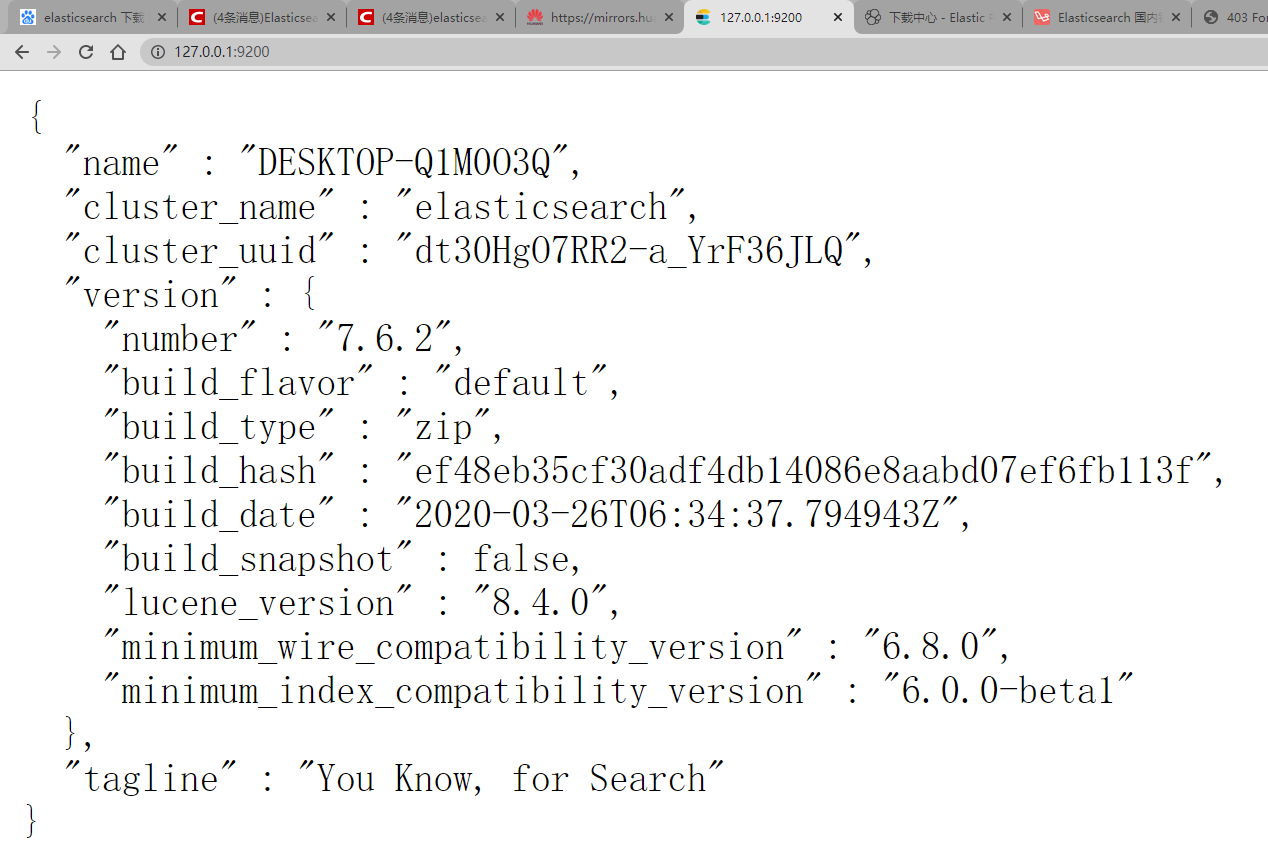 elasticsearch 下载
(4条消息)Elasticsea
(4条消息)elasticse
https://mirrors.hu
127.0.0.1:9200
下载中心 - Elastic
Elasticsearch 国内
403 For
127.0.0.1:9200
{
"name" : "DESKTOP-Q1M0O3Q",
"cluster_name" : "elasticsearch",
"cluster_uuid" : "dt30HgO7RR2-a_YrF36JLQ",
"version" : {
"number" : "7.6.2",
"build_flavor" : "default",
"build_type" : "zip",
"build_hash" : "ef48eb35cf30adf4db14086e8aabd07ef6fb113f",
"build_date" : "2020-03-26T06:34:37.794943Z",
"build_snapshot" : false,
"lucene_version" : "8.4.0",
"minimum_wire_compatibility_version" : "6.8.0",
"minimum_index_compatibility_version" : "6.0.0-beta1"
},
"tagline" : "You Know, for Search"
}